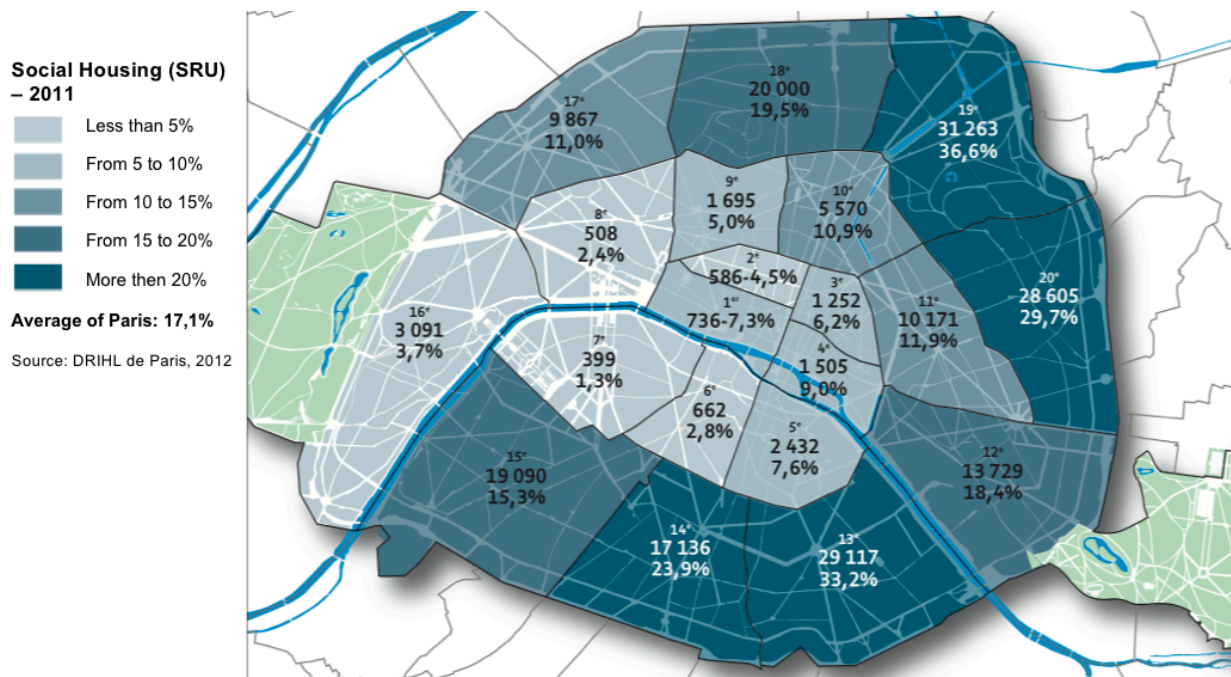 Social Housing (SRU)
– 2011
Less than 5%
From 5 to 10%
From 10 to 15%
From 15 to 20%
More then 20%
Average of Paris: 17,1%
Source: DRIHL de Paris, 2012
18ᵉ
20 000
19,5%
17ᵉ
9 867
11,0%
19ᵉ
31 263
36,6%
9ᵉ
1 695
5,0%
10ᵉ
5 570
10,9%
8ᵉ
508
2,4%
2ᵉ
586-4,5%
20ᵉ
28 605
29,7%
3ᵉ
1 252
6,2%
1ᵉʳ
736-7,3%
11ᵉ
10 171
11,9%
16ᵉ
3 091
3,7%
7ᵉ
399
1,3%
4ᵉ
1 505
9,0%
6ᵉ
662
2,8%
5ᵉ
2 432
7,6%
15ᵉ
19 090
15,3%
12ᵉ
13 729
18,4%
14ᵉ
17 136
23,9%
13ᵉ
29 117
33,2%